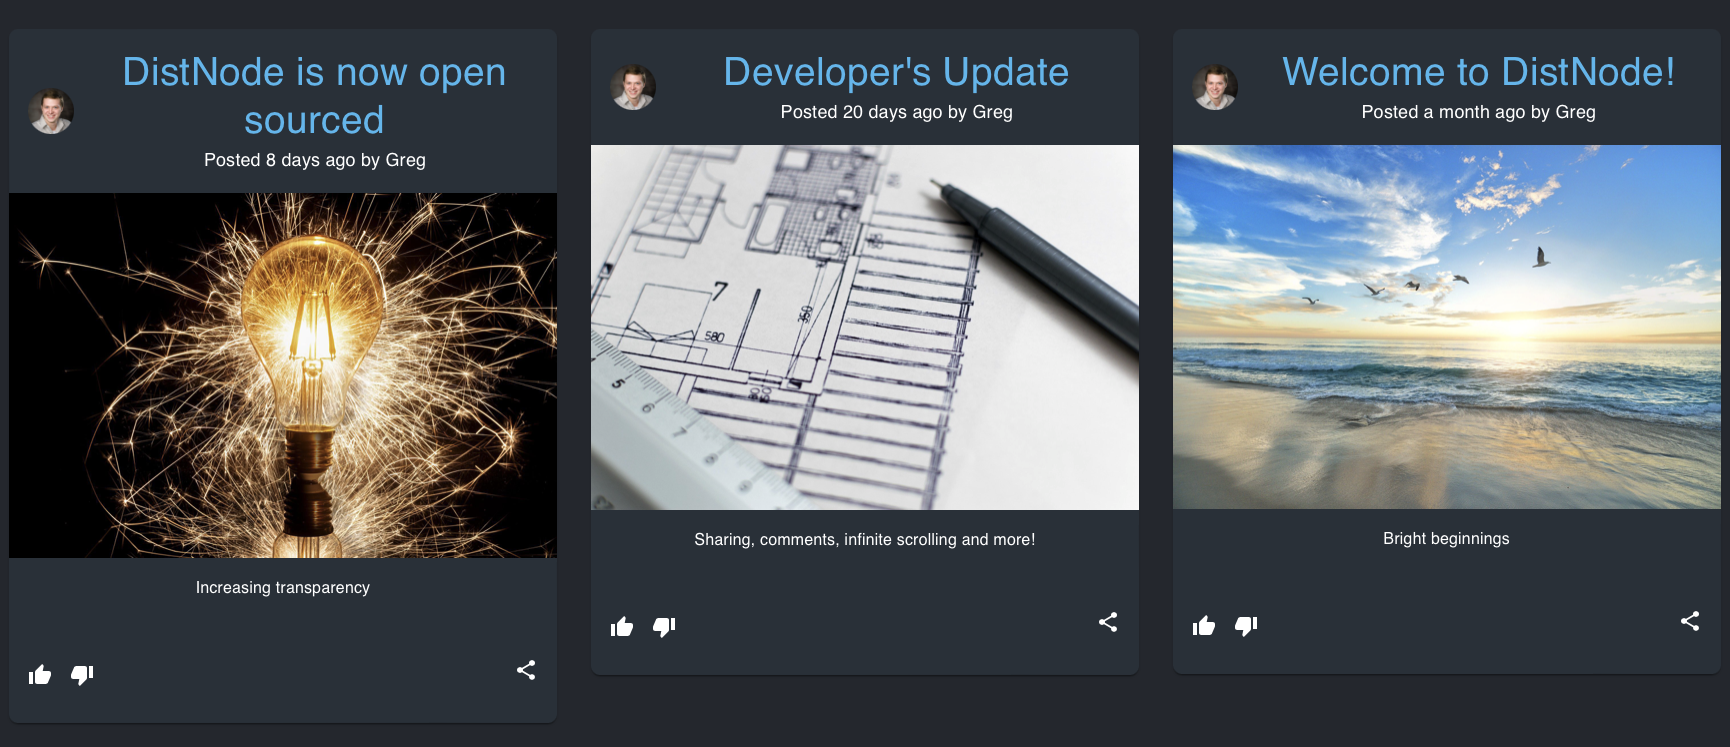 DistNode is now open
sourced
Posted 8 days ago by Greg
Increasing transparency
Developer's Update
Posted 20 days ago by Greg
7
580
350
5
6
7
8
9
Sharing, comments, infinite scrolling and more!
Welcome to DistNode!
Posted a month ago by Greg
Bright beginnings